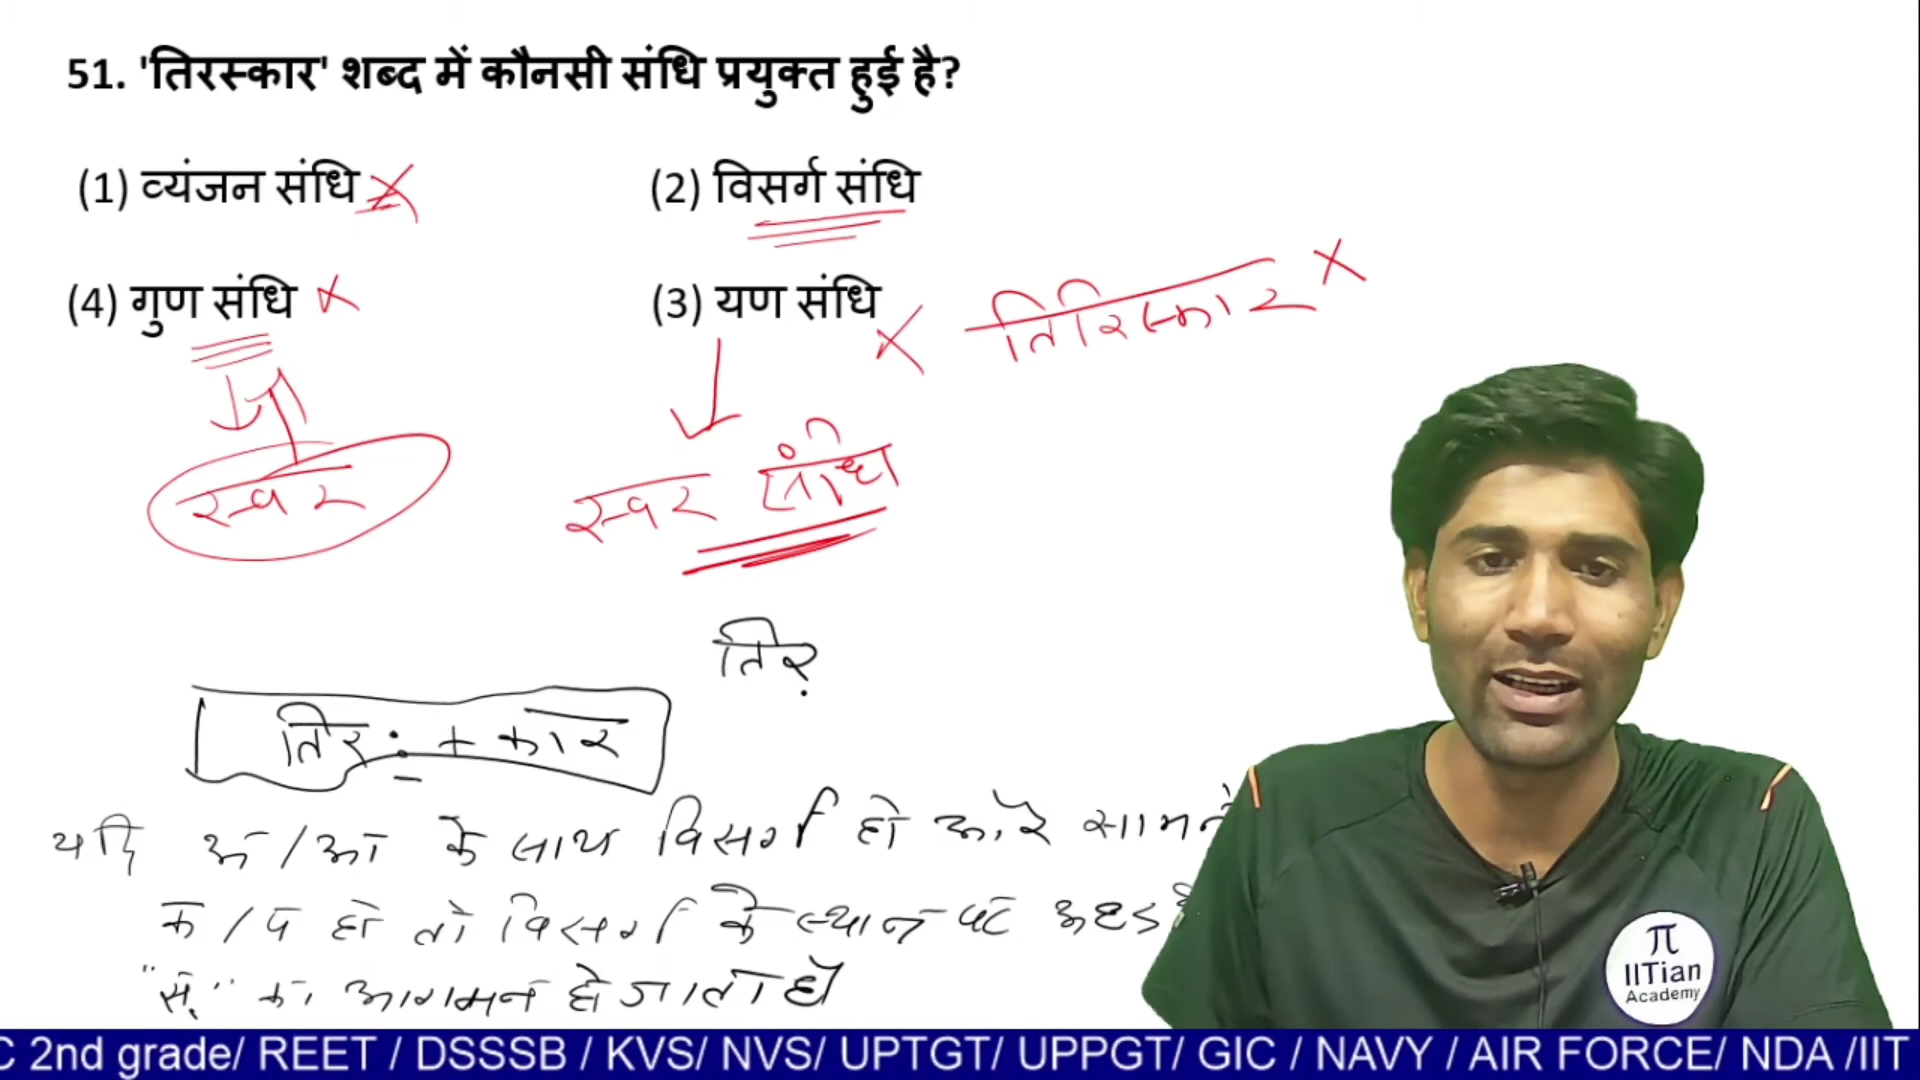 51. 'तिरस्कार' शब्द में कौनसी संधि प्रयुक्त हुई है?
(1) व्यंजन संधि
(2) विसर्ग संधि
(4) गुण संधि
(3) यण संधि
तिरिस्कार
स्वर
स्वर संधि
तिर
तिर: + कार
यदि अ/आ के साथ विसर्ग हो और सामने
क/प हो तो विसर्ग के स्थान पर
"स्" का आगमन हो जाता है
π
IITian
Academy
C 2nd grade/ REET / DSSSB / KVS/ NVS/ UPTGT/ UPPGT/ GIC / NAVY / AIR FORCE/ NDA /IIT